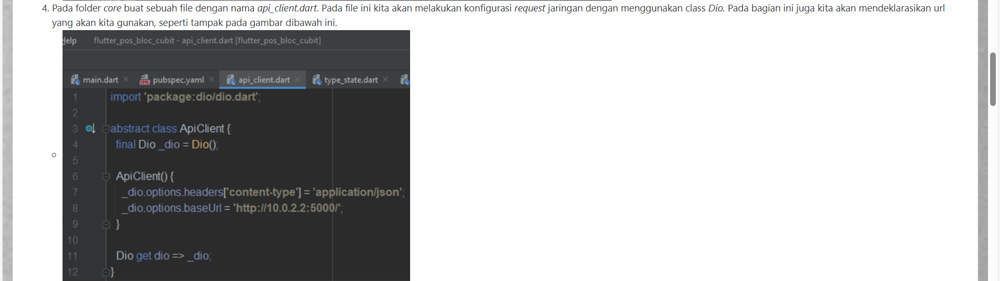 4. Pada folder core buat sebuah file dengan nama api_client.dart. Pada file ini kita akan melakukan konfigurasi request jaringan dengan menggunakan class Dio. Pada bagian ini juga kita akan mendeklarasikan url
yang akan kita gunakan, seperti tampak pada gambar dibawah ini.
Help flutter_pos_bloc_cubit - api_client.dart [flutter_pos_bloc_cubit]
main.dart pubspec.yaml api_client.dart type_state.dart
1 import 'package:dio/dio.dart';
2
3 abstract class ApiClient {
4 final Dio _dio = Dio();
5
6 ApiClient() {
7 _dio.options.headers['content-type'] = 'application/json';
8 _dio.options.baseUrl = 'http://10.0.2.2:5000/';
9 }
10
11 Dio get dio => _dio;
12 }